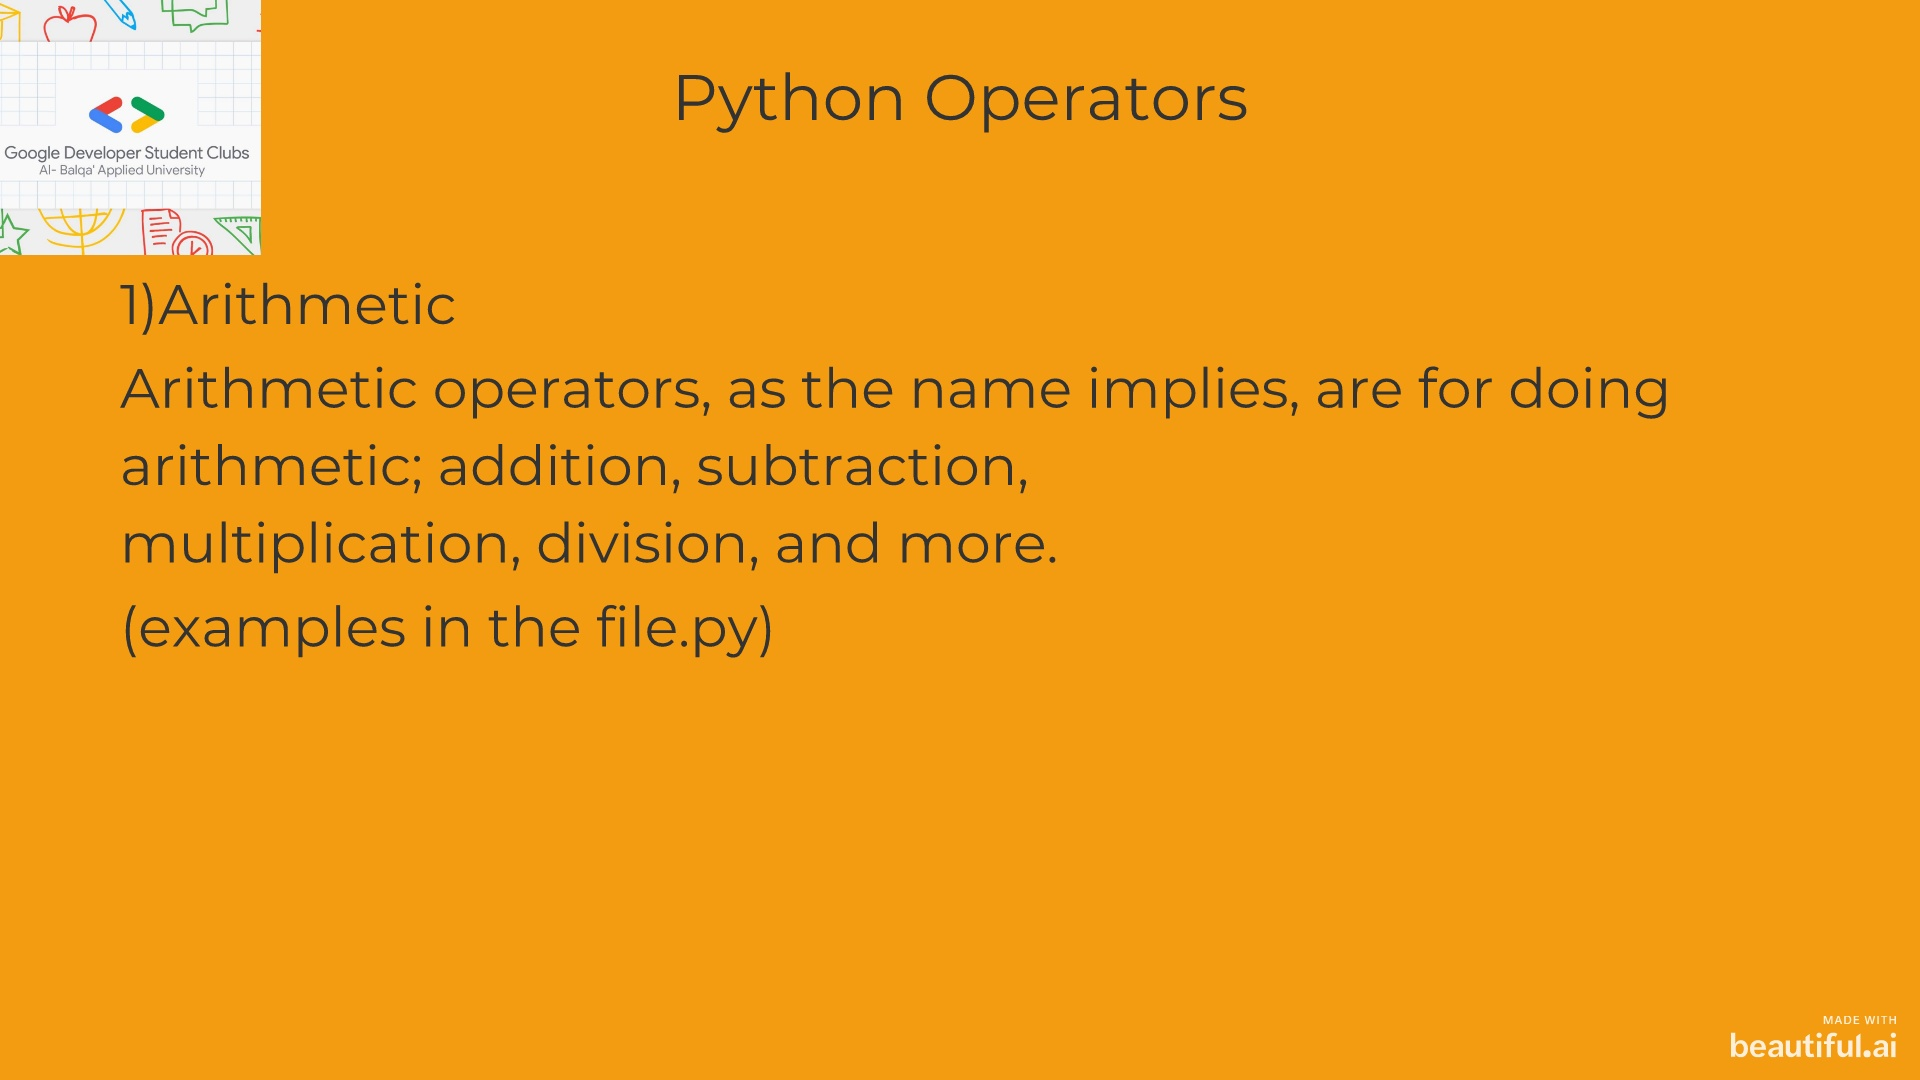 Google Developer Student Clubs
Al- Balqa' Applied University
Python Operators
1)Arithmetic
Arithmetic operators, as the name implies, are for doing
arithmetic; addition, subtraction,
multiplication, division, and more.
(examples in the file.py)
MADE WITH
beautiful.ai